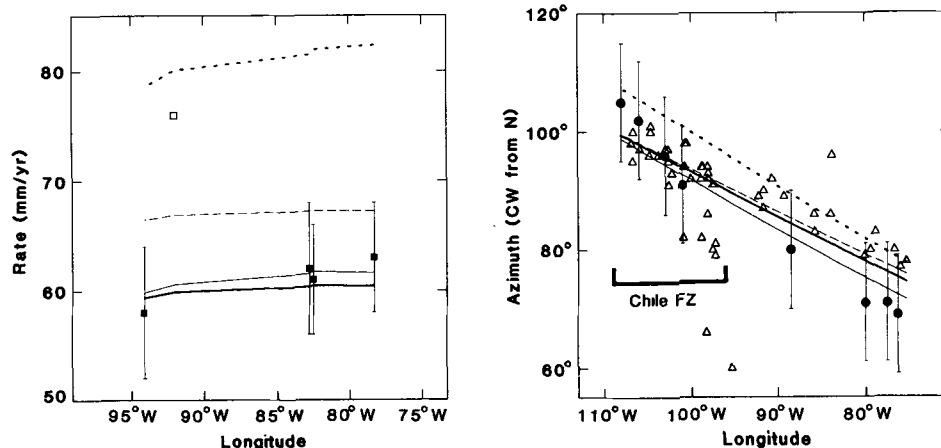 80
70
60
50
Rate (mm/yr)
95°W
90°W
85°W
80°W
75°W
Longitude
120°
100°
80°
60°
Azimuth (CW from N)
Chile FZ
110°W
100°W
90°W
80°W
Longitude